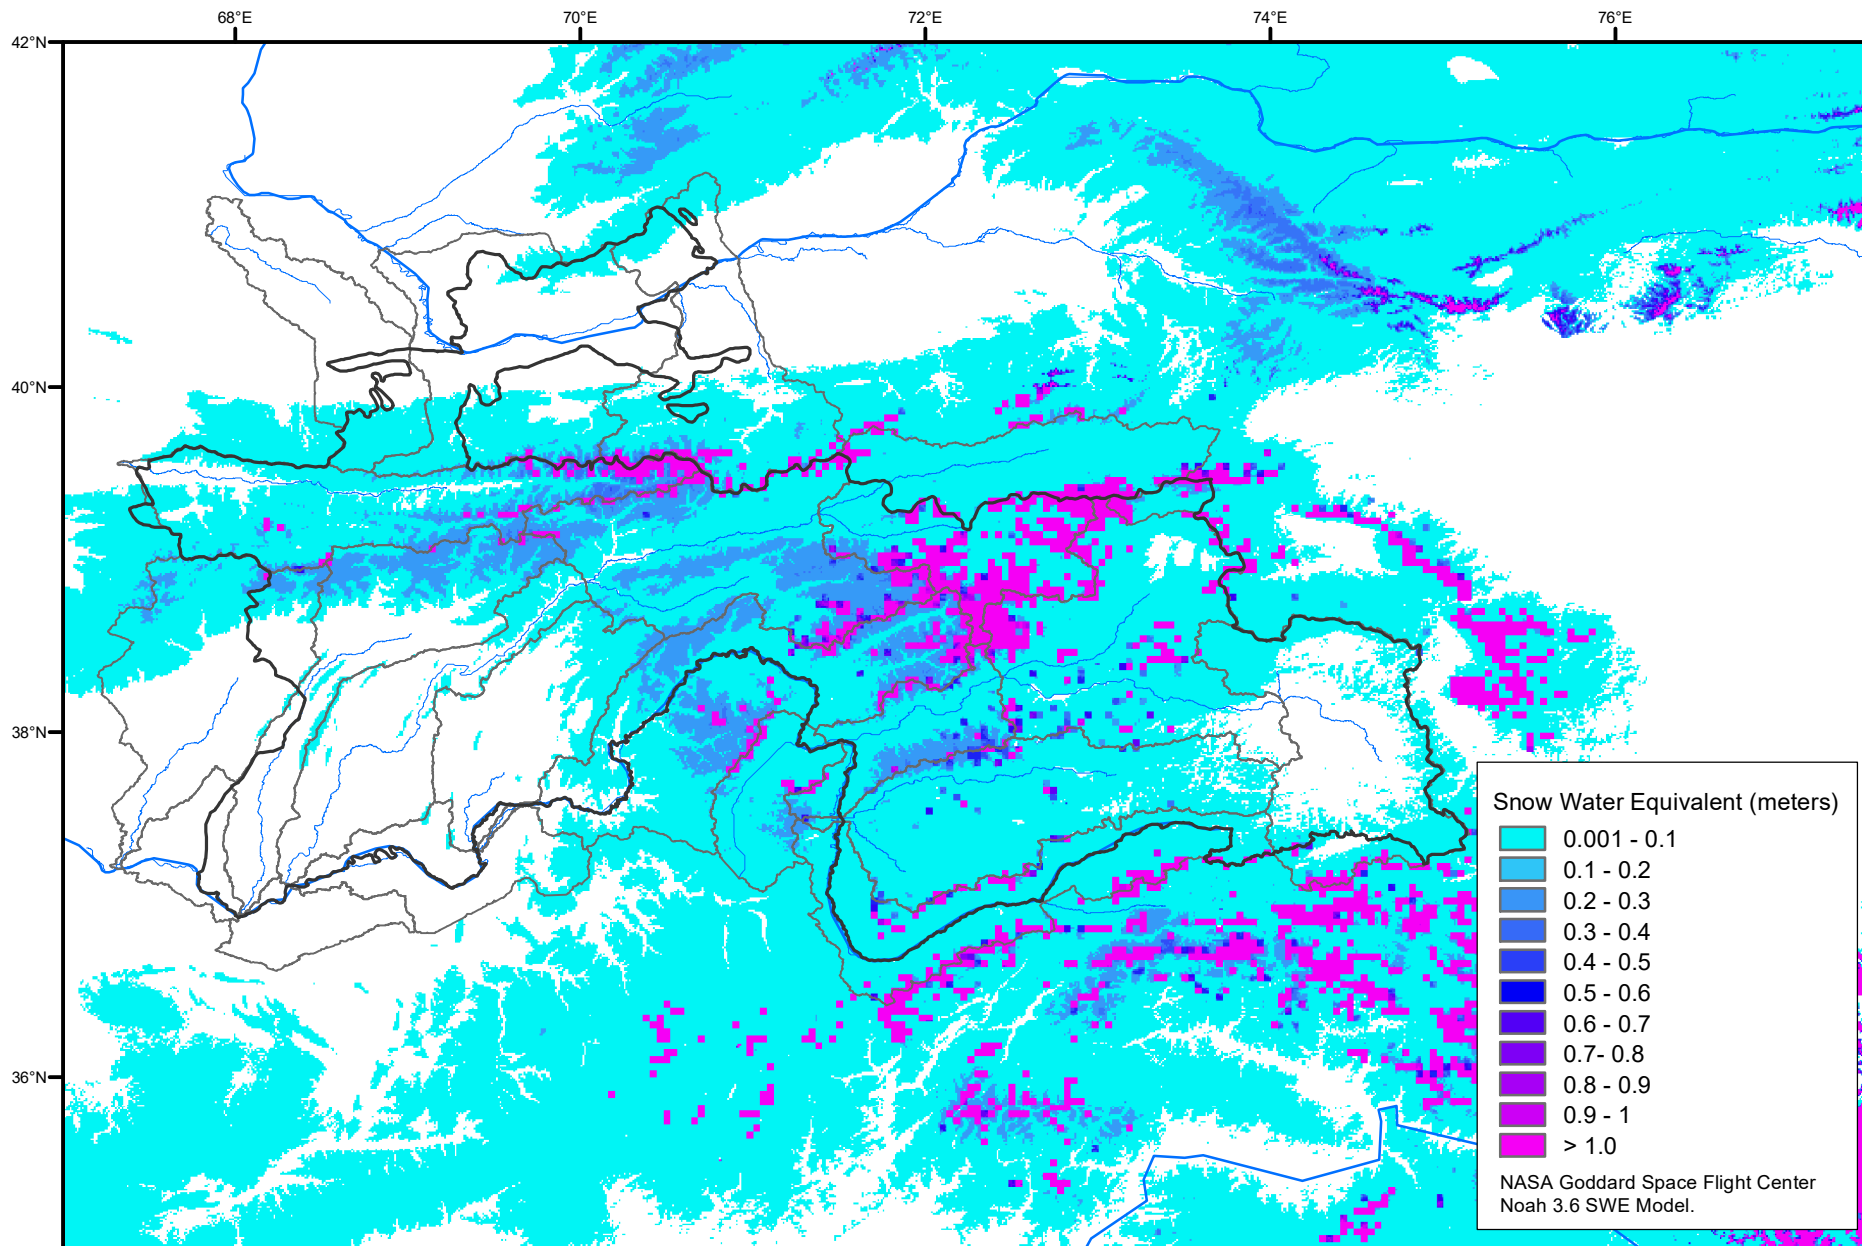 68°E 70°E 72°E 74°E 76°E
42°N
40°N
38°N
36°N
Snow Water Equivalent (meters)
0.001 - 0.1
0.1 - 0.2
0.2 - 0.3
0.3 - 0.4
0.4 - 0.5
0.5 - 0.6
0.6 - 0.7
0.7- 0.8
0.8 - 0.9
0.9 - 1
> 1.0
NASA Goddard Space Flight Center
Noah 3.6 SWE Model.